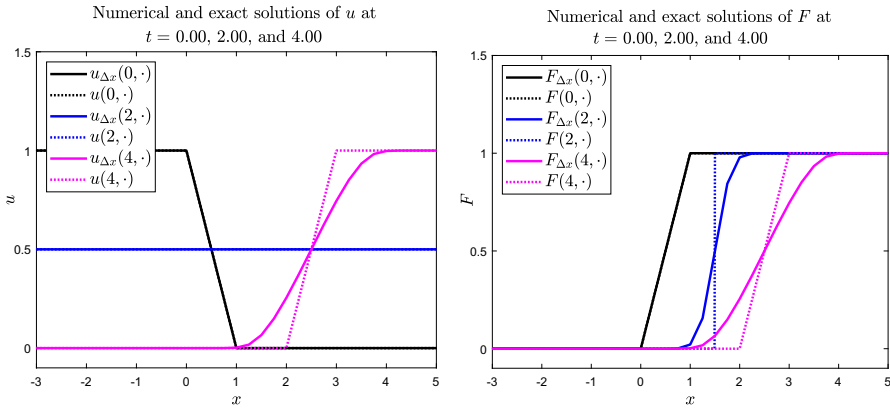 Numerical and exact solutions of u at
t = 0.00, 2.00, and 4.00
1.5
1
0.5
0
u
u_{Δx}(0, ·)
u(0, ·)
u_{Δx}(2, ·)
u(2, ·)
u_{Δx}(4, ·)
u(4, ·)
-3 -2 -1 0 1 2 3 4 5
x
Numerical and exact solutions of F at
t = 0.00, 2.00, and 4.00
1.5
1
0.5
0
F
F_{Δx}(0, ·)
F(0, ·)
F_{Δx}(2, ·)
F(2, ·)
F_{Δx}(4, ·)
F(4, ·)
-3 -2 -1 0 1 2 3 4 5
x